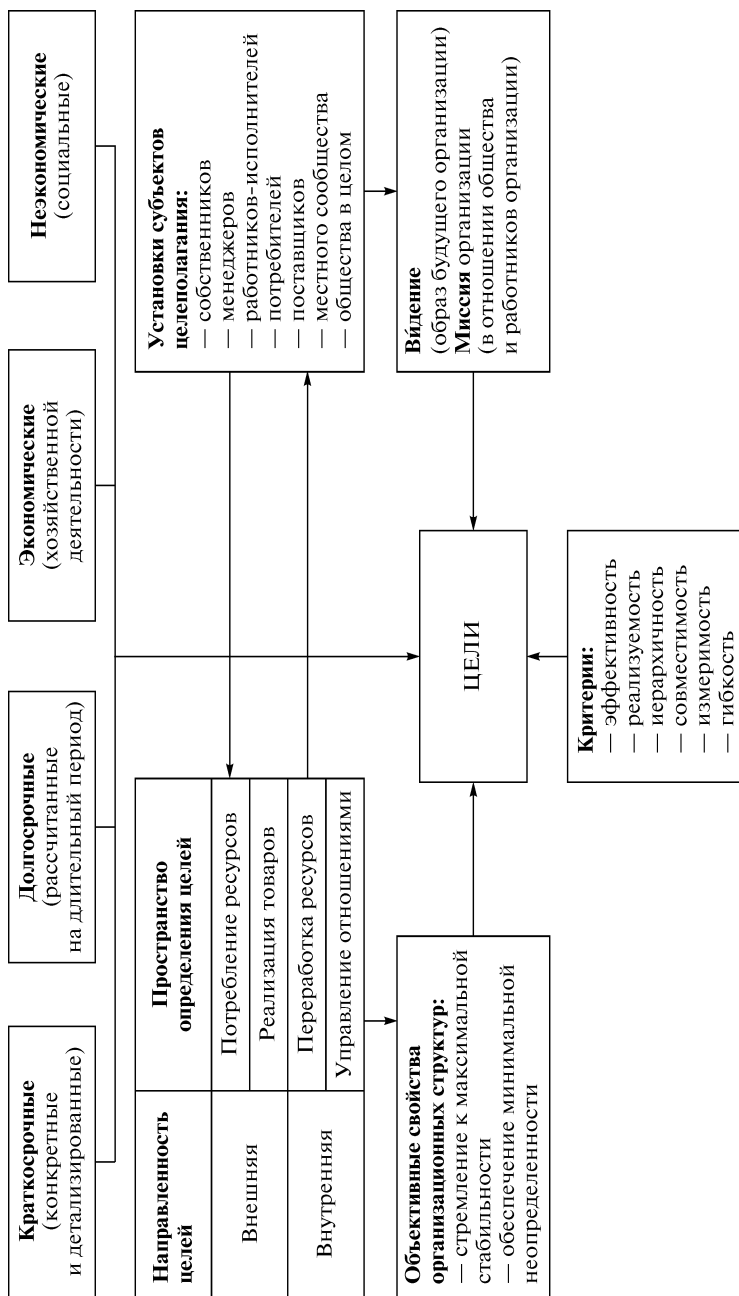 Краткосрочные
(конкретные
и детализированные)
Долгосрочные
(рассчитанные
на длительный период)
Экономические
(хозяйственной
деятельности)
Неэкономические
(социальные)
Направленность
целей
Пространство
определения целей
Внешняя
Потребление ресурсов
Реализация товаров
Внутренняя
Переработка ресурсов
Управление отношениями
Установки субъектов
целеполагания:
— собственников
— менеджеров
— работников-исполнителей
— потребителей
— поставщиков
— местного сообщества
— общества в целом
Объективные свойства
организационных структур:
— стремление к максимальной
стабильности
— обеспечение минимальной
неопределенности
ЦЕЛИ
Ви́дение
(образ будущего организации)
Миссия организации
(в отношении общества
и работников организации)
Критерии:
— эффективность
— реализуемость
— иерархичность
— совместимость
— измеримость
— гибкость